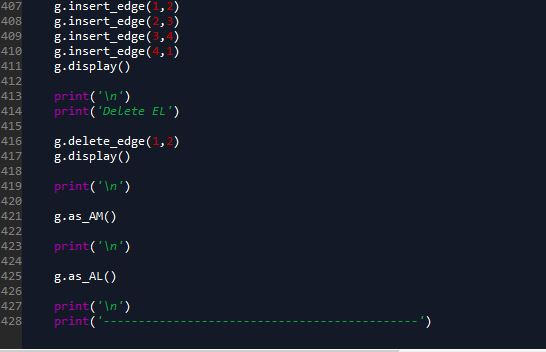 407 g.insert_edge(1,2)
408 g.insert_edge(2,3)
409 g.insert_edge(3,4)
410 g.insert_edge(4,1)
411 g.display()
412
413 print('\n')
414 print('Delete EL')
415
416 g.delete_edge(1,2)
417 g.display()
418
419 print('\n')
420
421 g.as_AM()
422
423 print('\n')
424
425 g.as_AL()
426
427 print('\n')
428 print('---------------------------------------------')